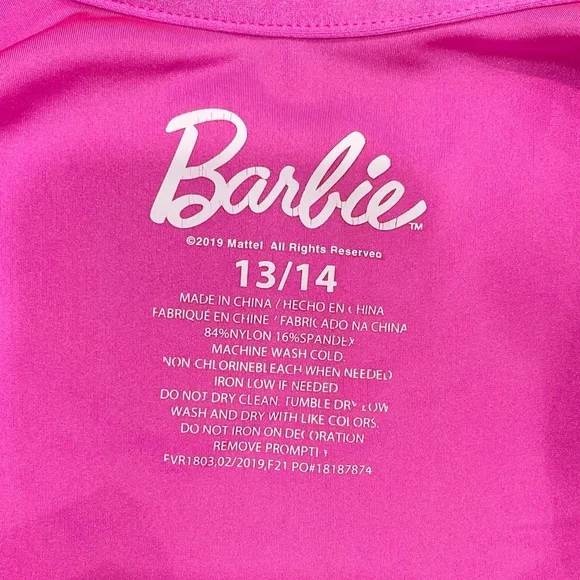 Barbie™
©2019 Mattel All Rights Reserved
13/14
MADE IN CHINA / HECHO EN CHINA
FABRIQUÉ EN CHINE / FABRICADO NA CHINA
84%NYLON 16%SPANDEX
MACHINE WASH COLD.
NON CHLORINEBLEACH WHEN NEEDED
IRON LOW IF NEEDED
DO NOT DRY CLEAN. TUMBLE DRY LOW
WASH AND DRY WITH LIKE COLORS.
DO NOT IRON ON DECORATION
REMOVE PROMPTLY
FVR1803,02/2019,F21 PO#18187874